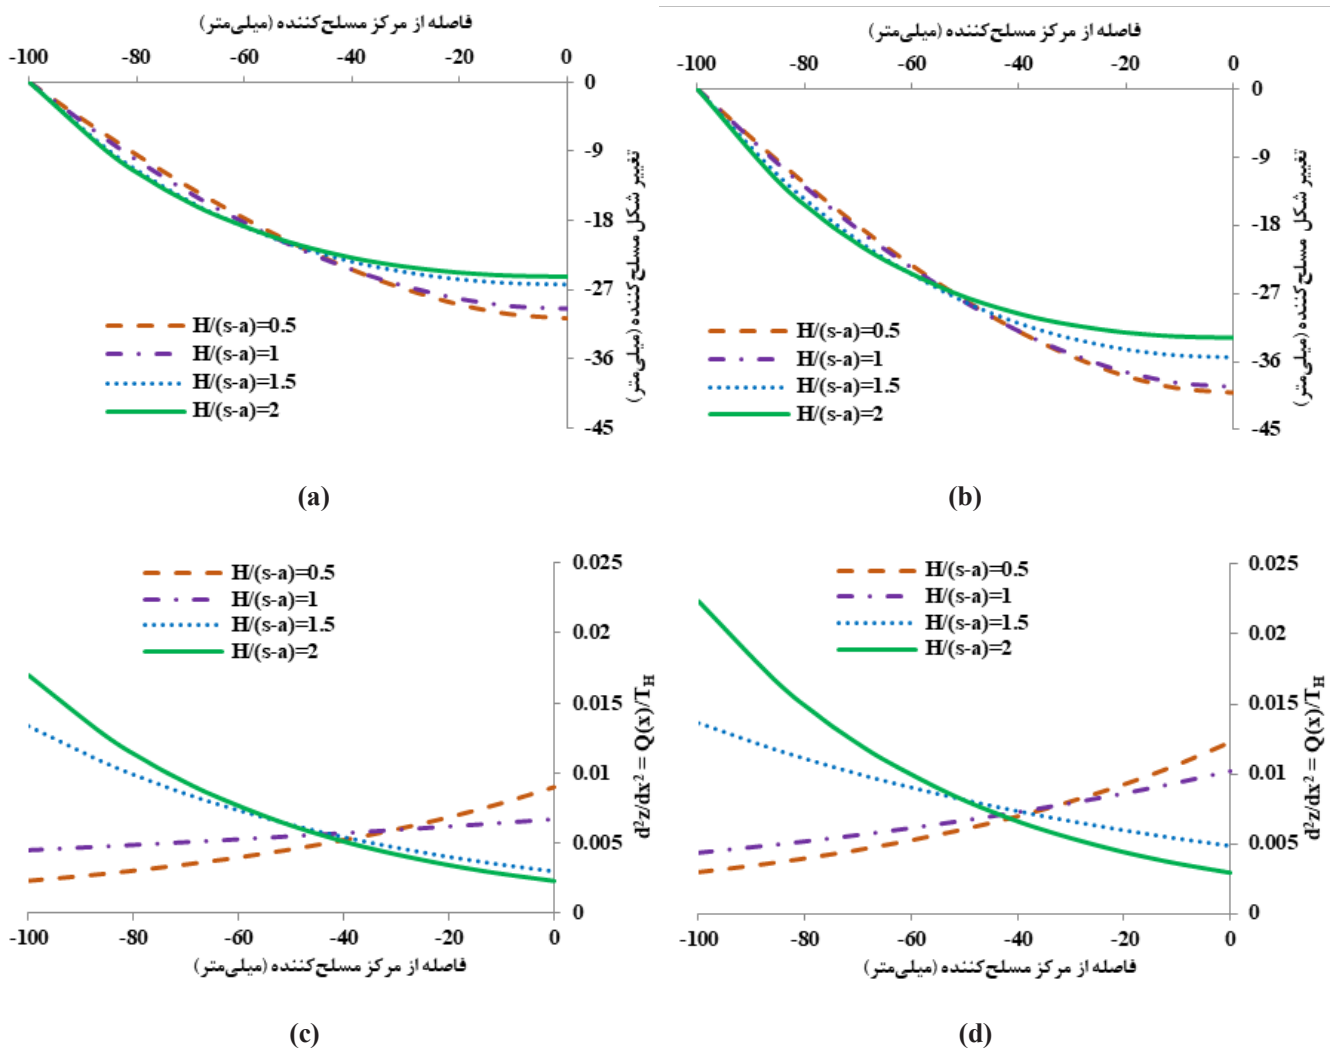 فاصله از مرکز مسلح‌کننده (میلی‌متر)
-100 -80 -60 -40 -20 0
0
-9
-18
-27
-36
-45
تغییر شکل مسلح‌کننده (میلی‌متر)
H/(s-a)=0.5
H/(s-a)=1
H/(s-a)=1.5
H/(s-a)=2
(a)
فاصله از مرکز مسلح‌کننده (میلی‌متر)
-100 -80 -60 -40 -20 0
0
-9
-18
-27
-36
-45
تغییر شکل مسلح‌کننده (میلی‌متر)
H/(s-a)=0.5
H/(s-a)=1
H/(s-a)=1.5
H/(s-a)=2
(b)
H/(s-a)=0.5
H/(s-a)=1
H/(s-a)=1.5
H/(s-a)=2
0.025
0.02
0.015
0.01
0.005
0
d²z/dx² = Q(x)/T_H
-100 -80 -60 -40 -20 0
فاصله از مرکز مسلح‌کننده (میلی‌متر)
(c)
H/(s-a)=0.5
H/(s-a)=1
H/(s-a)=1.5
H/(s-a)=2
0.025
0.02
0.015
0.01
0.005
0
d²z/dx² = Q(x)/T_H
-100 -80 -60 -40 -20 0
فاصله از مرکز مسلح‌کننده (میلی‌متر)
(d)